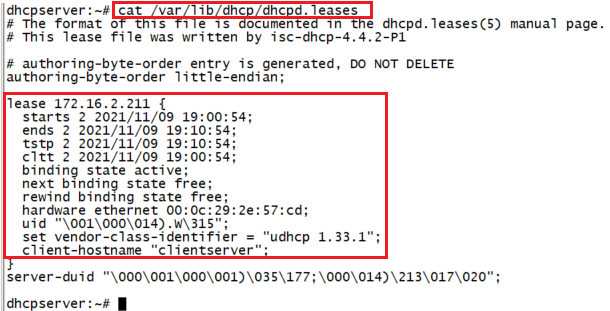 dhcpserver:~# cat /var/lib/dhcp/dhcpd.leases
# The format of this file is documented in the dhcpd.leases(5) manual page.
# This lease file was written by isc-dhcp-4.4.2-P1
# authoring-byte-order entry is generated, DO NOT DELETE
authoring-byte-order little-endian;
lease 172.16.2.211 {
starts 2 2021/11/09 19:00:54;
ends 2 2021/11/09 19:10:54;
tstp 2 2021/11/09 19:10:54;
cltt 2 2021/11/09 19:00:54;
binding state active;
next binding state free;
rewind binding state free;
hardware ethernet 00:0c:29:2e:57:cd;
uid "\001\000\014).W\315";
set vendor-class-identifier = "udhcp 1.33.1";
client-hostname "clientserver";
}
server-duid "\000\001\000\001)\035\177;\000\014)\213\017\020";
dhcpserver:~#